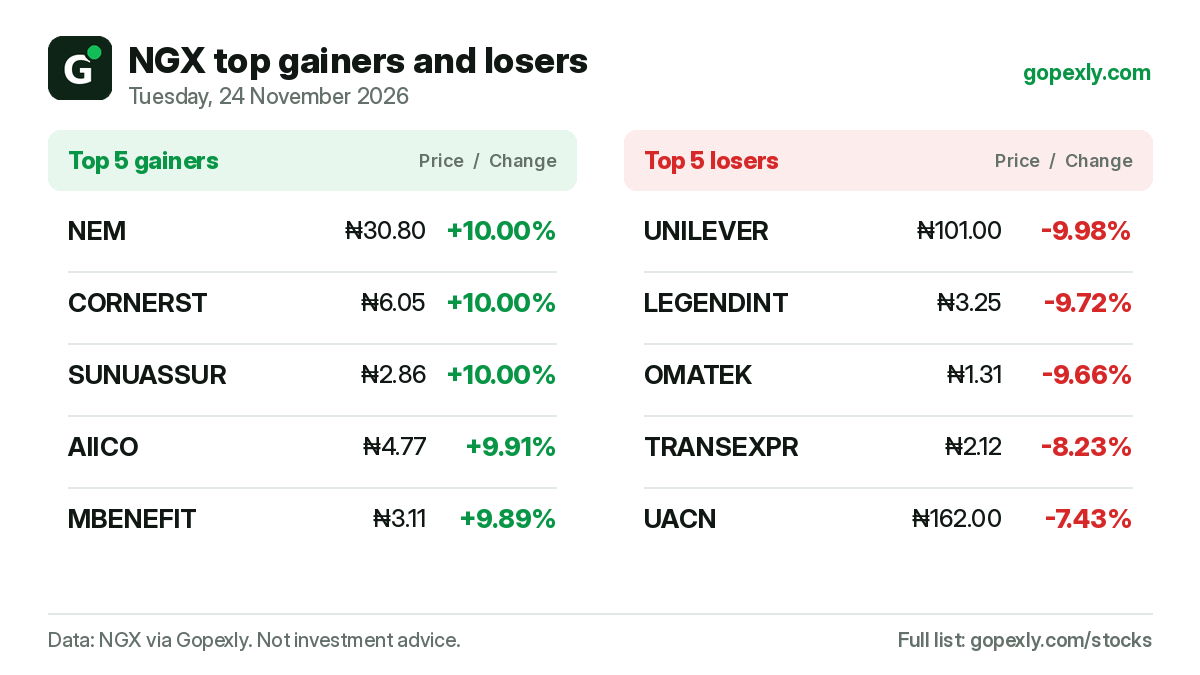 G
NGX top gainers and losers
Tuesday, 24 November 2026
gopexly.com
Top 5 gainers Price / Change
NEM ₦30.80 +10.00%
CORNERST ₦6.05 +10.00%
SUNUASSUR ₦2.86 +10.00%
AIICO ₦4.77 +9.91%
MBENEFIT ₦3.11 +9.89%
Top 5 losers Price / Change
UNILEVER ₦101.00 -9.98%
LEGENDINT ₦3.25 -9.72%
OMATEK ₦1.31 -9.66%
TRANSEXPR ₦2.12 -8.23%
UACN ₦162.00 -7.43%
Data: NGX via Gopexly. Not investment advice.
Full list: gopexly.com/stocks